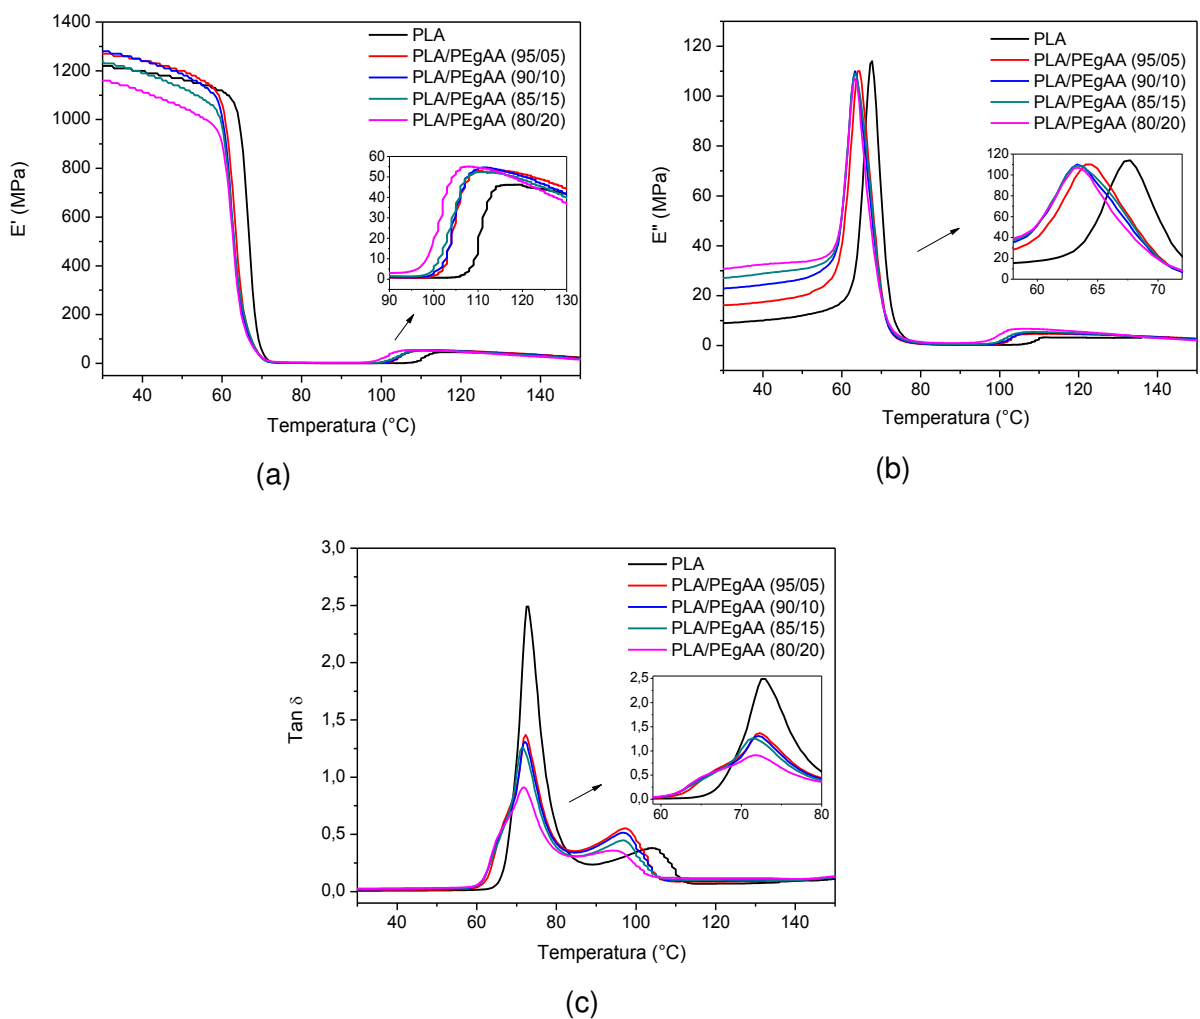 1400
1200
1000
800
600
400
200
0
E' (MPa)
40 60 80 100 120 140
Temperatura (°C)
PLA
PLA/PEgAA (95/05)
PLA/PEgAA (90/10)
PLA/PEgAA (85/15)
PLA/PEgAA (80/20)
60
50
40
30
20
10
0
90 100 110 120 130
(a)
120
100
80
60
40
20
0
E" (MPa)
40 60 80 100 120 140
Temperatura (°C)
PLA
PLA/PEgAA (95/05)
PLA/PEgAA (90/10)
PLA/PEgAA (85/15)
PLA/PEgAA (80/20)
120
100
80
60
40
20
0
60 65 70
(b)
3,0
2,5
2,0
1,5
1,0
0,5
0,0
Tan δ
40 60 80 100 120 140
Temperatura (°C)
PLA
PLA/PEgAA (95/05)
PLA/PEgAA (90/10)
PLA/PEgAA (85/15)
PLA/PEgAA (80/20)
2,5
2,0
1,5
1,0
0,5
0,0
60 70 80
(c)